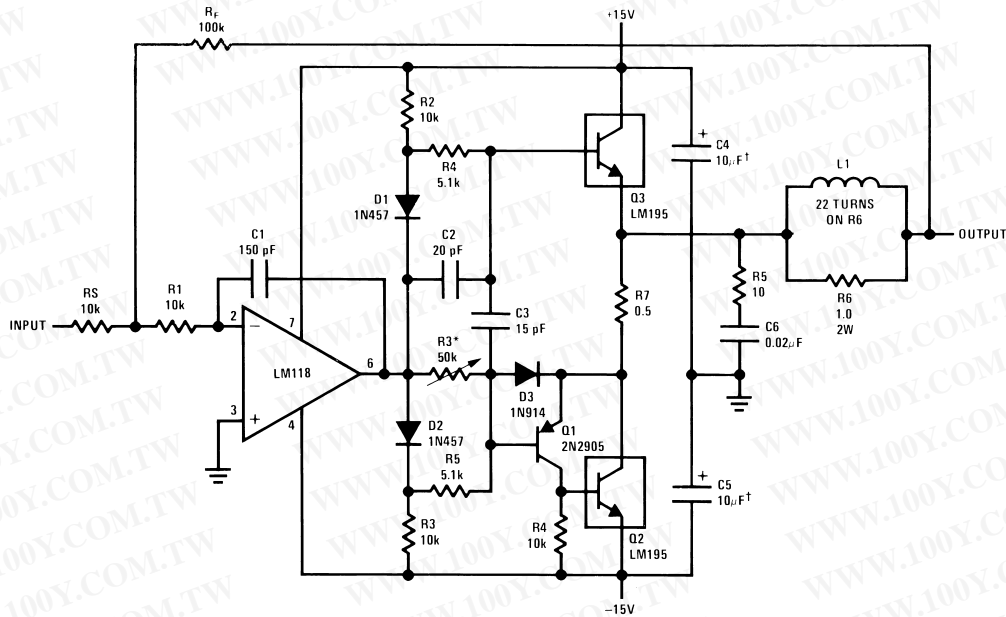 R_F
100k
+15V
R2
10k
R4
5.1k
D1
1N457
Q3
LM195
C4
+
10μF†
L1
22 TURNS
ON R6
OUTPUT
C1
150 pF
C2
20 pF
RS
10k
R1
10k
INPUT
2
−
7
LM118
6
3
+
4
C3
15 pF
R7
0.5
R5
10
R6
1.0
2W
C6
0.02μF
R3*
50k
D3
1N914
D2
1N457
Q1
2N2905
R5
5.1k
R3
10k
R4
10k
Q2
LM195
+
C5
10μF†
−15V
WWW.100Y.COM.TW